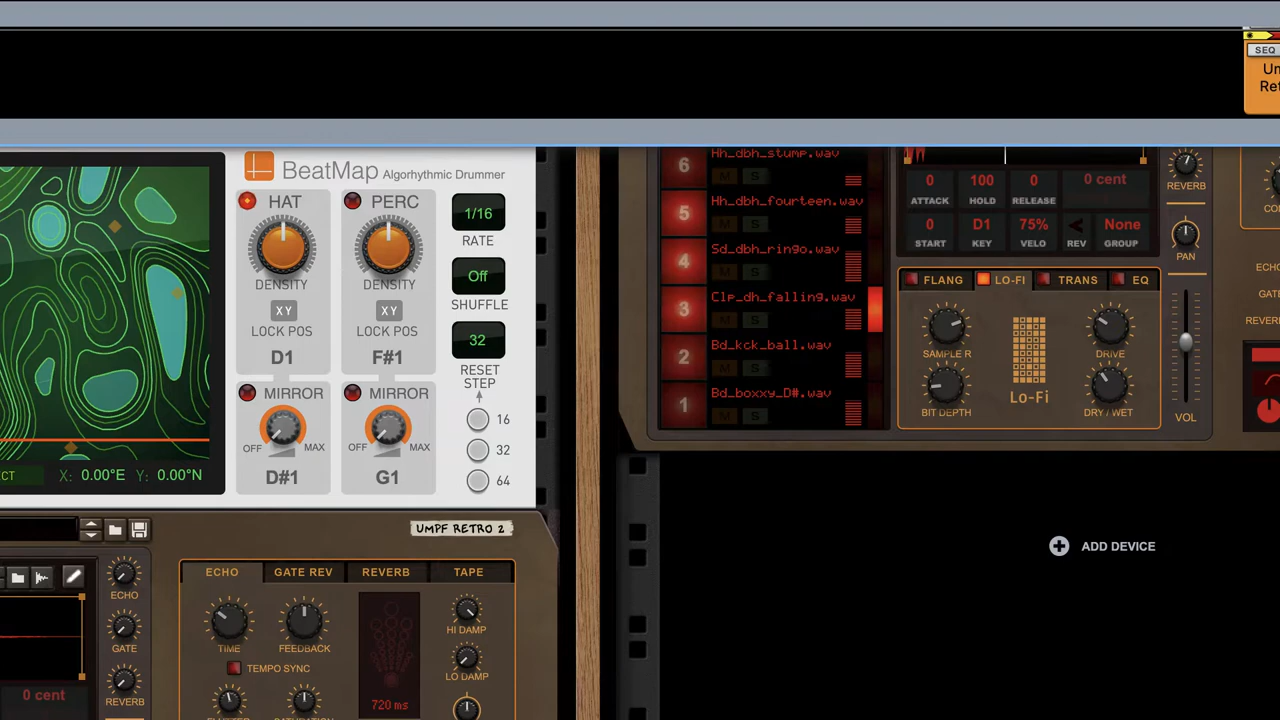 SEQ
BeatMap Algorhythmic Drummer
HAT
PERC
1/16
RATE
DENSITY
DENSITY
Off
SHUFFLE
XY
XY
LOCK POS
LOCK POS
32
D1
F#1
RESET
STEP
MIRROR
MIRROR
16
OFF
MAX
OFF
MAX
32
X: 0.00°E Y: 0.00°N
D#1
G1
64
UMPF RETRO 2
ECHO
GATE REV
REVERB
TAPE
ECHO
TIME
FEEDBACK
HI DAMP
GATE
TEMPO SYNC
LO DAMP
0 cent
REVERB
720 ms
6
Hh_dbh_stump.wav
M S
5
Hh_dbh_fourteen.wav
M S
4
Sd_dbh_ringo.wav
M S
3
Clp_dh_falling.wav
M S
2
Bd_kck_ball.wav
M S
1
Bd_boxxy_D#.wav
M S
0
100
0
0 cent
ATTACK
HOLD
RELEASE
0
D1
75%
<
None
START
KEY
VELO
REV
GROUP
REVERB
PAN
FLANG
LO-FI
TRANS
EQ
SAMPLE R
DRIVE
BIT DEPTH
Lo-Fi
DRY / WET
VOL
ADD DEVICE